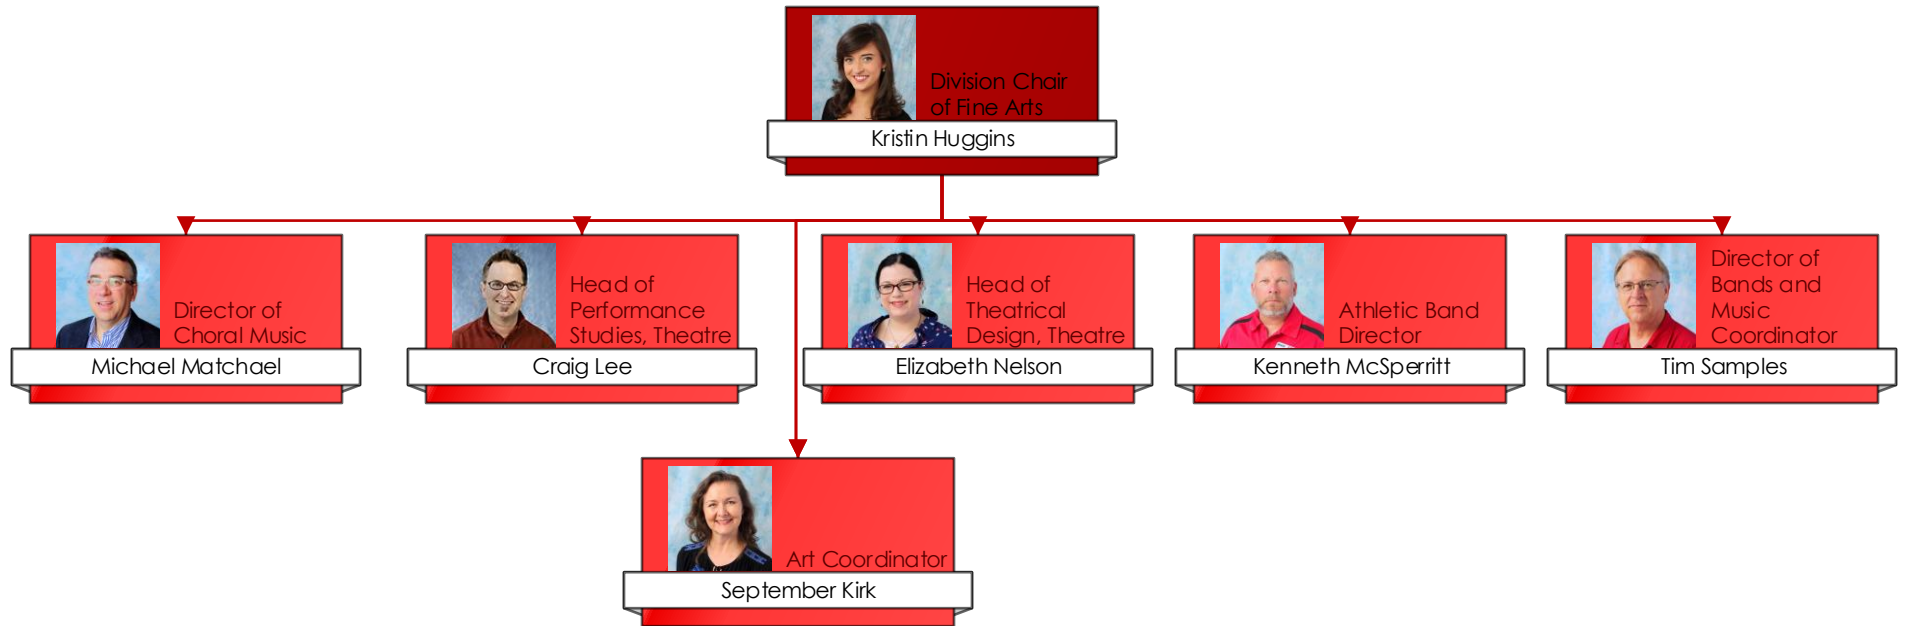 Division Chair
of Fine Arts
Kristin Huggins
Director of
Choral Music
Michael Matchael
Head of
Performance
Studies, Theatre
Craig Lee
Head of
Theatrical
Design, Theatre
Elizabeth Nelson
Athletic Band
Director
Kenneth McSperritt
Director of
Bands and
Music
Coordinator
Tim Samples
Art Coordinator
September Kirk